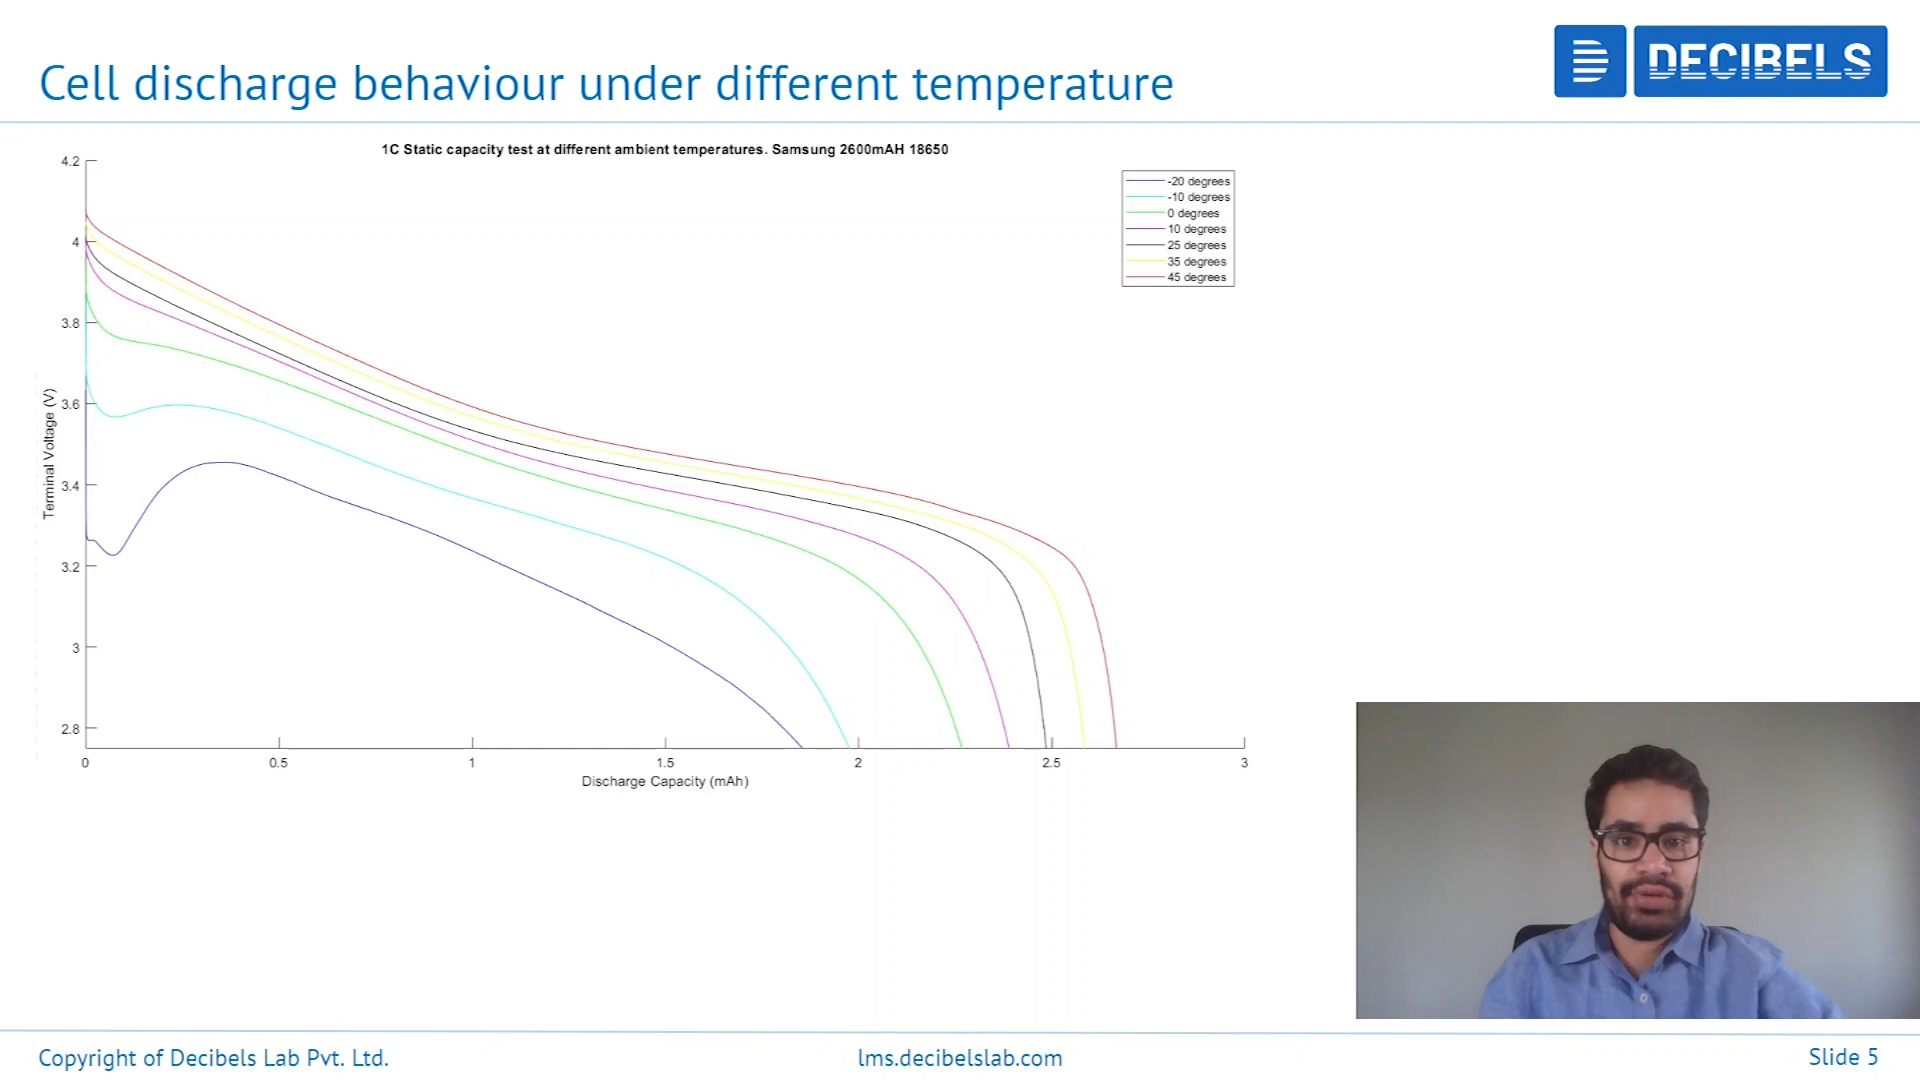 Cell discharge behaviour under different temperature
DECIBELS
1C Static capacity test at different ambient temperatures. Samsung 2600mAH 18650
4.2
4
3.8
3.6
3.4
3.2
3
2.8
Terminal Voltage (V)
-20 degrees
-10 degrees
0 degrees
10 degrees
25 degrees
35 degrees
45 degrees
0 0.5 1 1.5 2 2.5 3
Discharge Capacity (mAh)
Copyright of Decibels Lab Pvt. Ltd.
lms.decibelslab.com
Slide 5